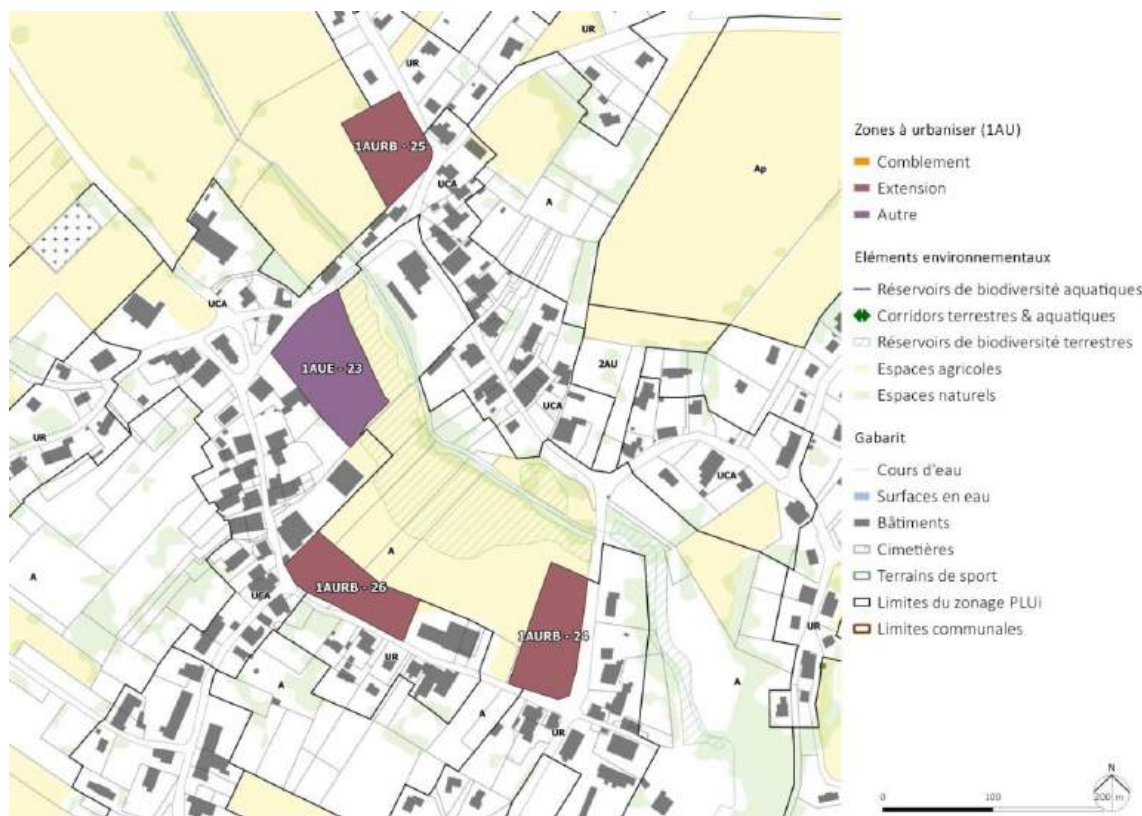 UR
UR
1AURB - 25
UCA
Ap
A
UCA
1AUE - 23
2AU
UCA
UR
UCA
A
A
1AURB - 26
UCA
1AURB - 24
UR
UR
A
A
A
UR
Zones à urbaniser (1AU)
Comblement
Extension
Autre
Eléments environnementaux
Réservoirs de biodiversité aquatiques
Corridors terrestres & aquatiques
Réservoirs de biodiversité terrestres
Espaces agricoles
Espaces naturels
Gabarit
Cours d'eau
Surfaces en eau
Bâtiments
Cimetières
Terrains de sport
Limites du zonage PLUi
Limites communales
N
0 100 200 m